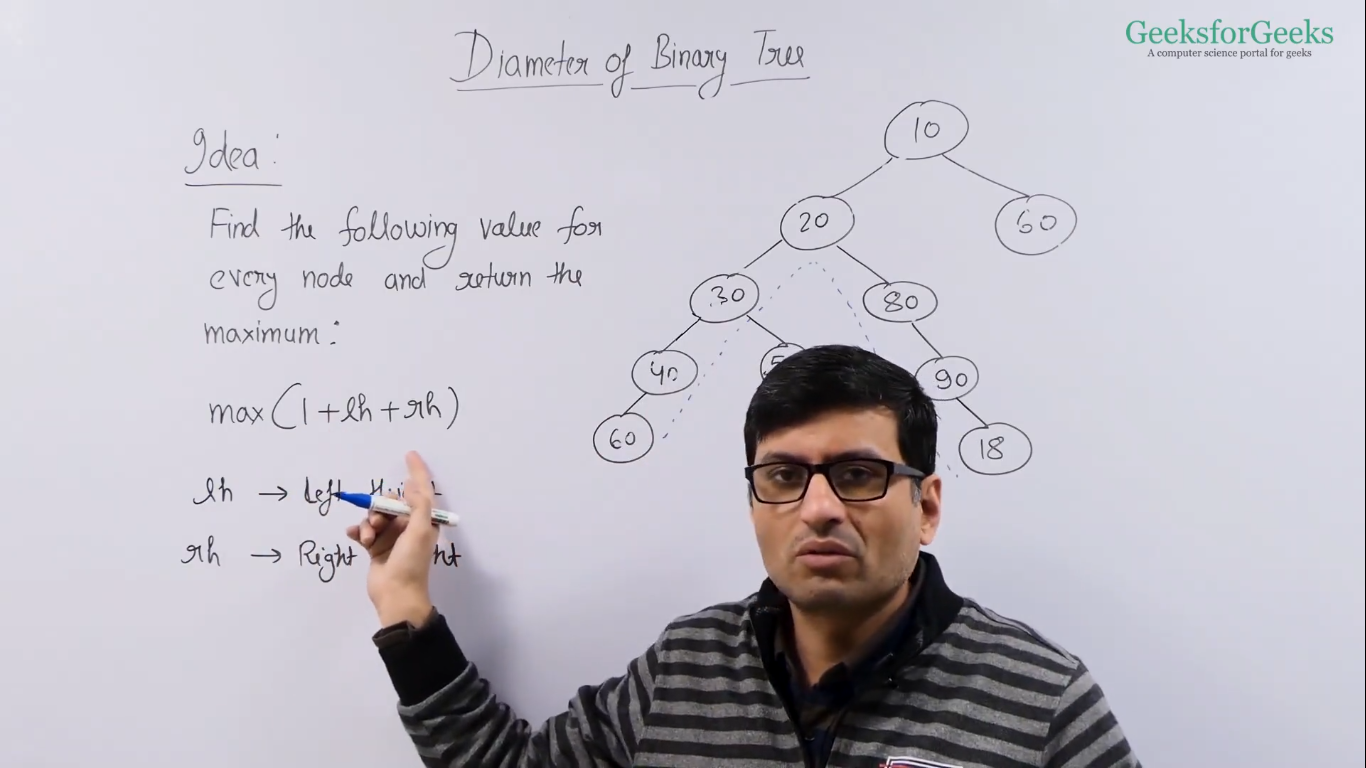 GeeksforGeeks
A computer science portal for geeks
Diameter of Binary Tree
Idea:
Find the following value for
every node and return the
maximum:
max(1+lh+rh)
lh → Left
rh → Right
10
20
60
30
80
40
90
60
18